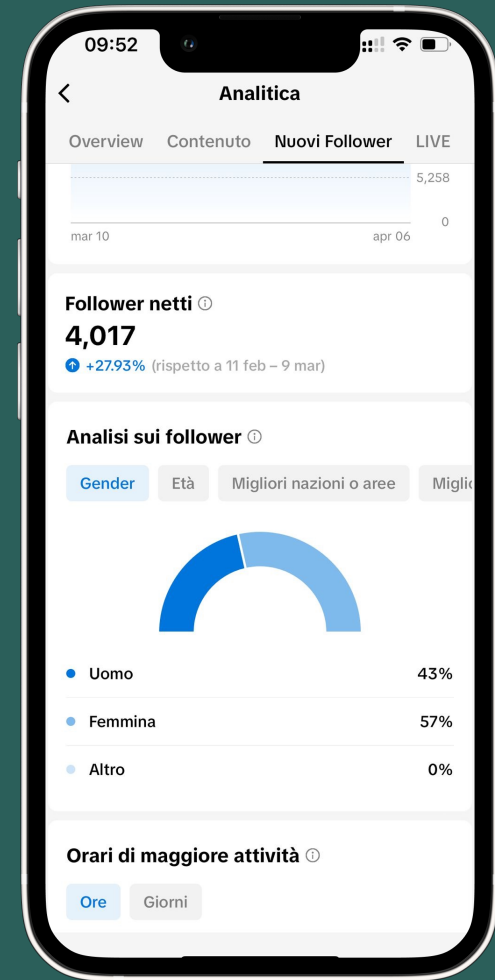 09:52
Analitica
Overview Contenuto Nuovi Follower LIVE
5,258
0
mar 10 apr 06
Follower netti
4,017
+27.93% (rispetto a 11 feb – 9 mar)
Analisi sui follower
Gender Età Migliori nazioni o aree Miglio
Uomo 43%
Femmina 57%
Altro 0%
Orari di maggiore attività
Ore Giorni